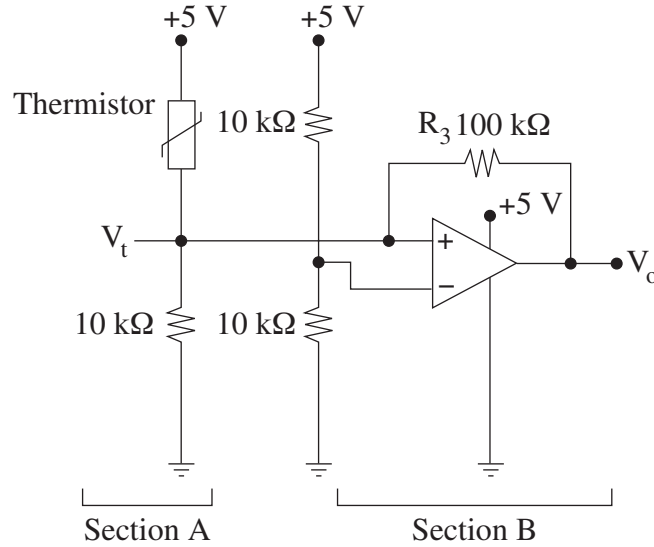 +5 V
+5 V
Thermistor
10 kΩ
R3 100 kΩ
+5 V
Vt
+
−
Vo
10 kΩ
10 kΩ
Section A
Section B